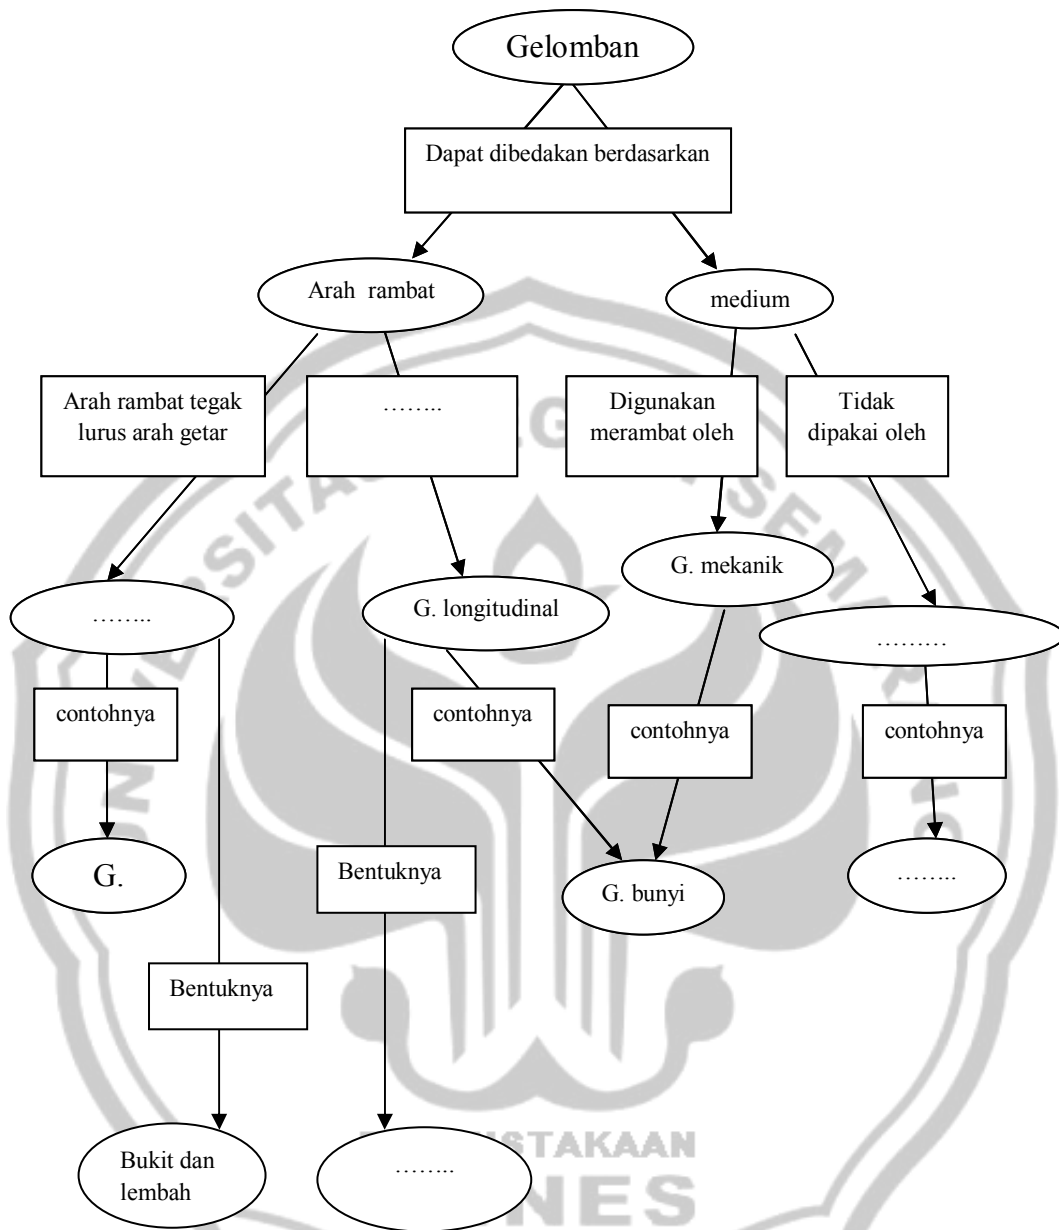 Gelomban
Dapat dibedakan berdasarkan
Arah rambat
medium
Arah rambat tegak
lurus arah getar
……..
Digunakan
merambat oleh
Tidak
dipakai oleh
……..
G. longitudinal
G. mekanik
………
contohnya
contohnya
contohnya
contohnya
G.
Bentuknya
G. bunyi
……..
Bentuknya
Bukit dan
lembah
……..